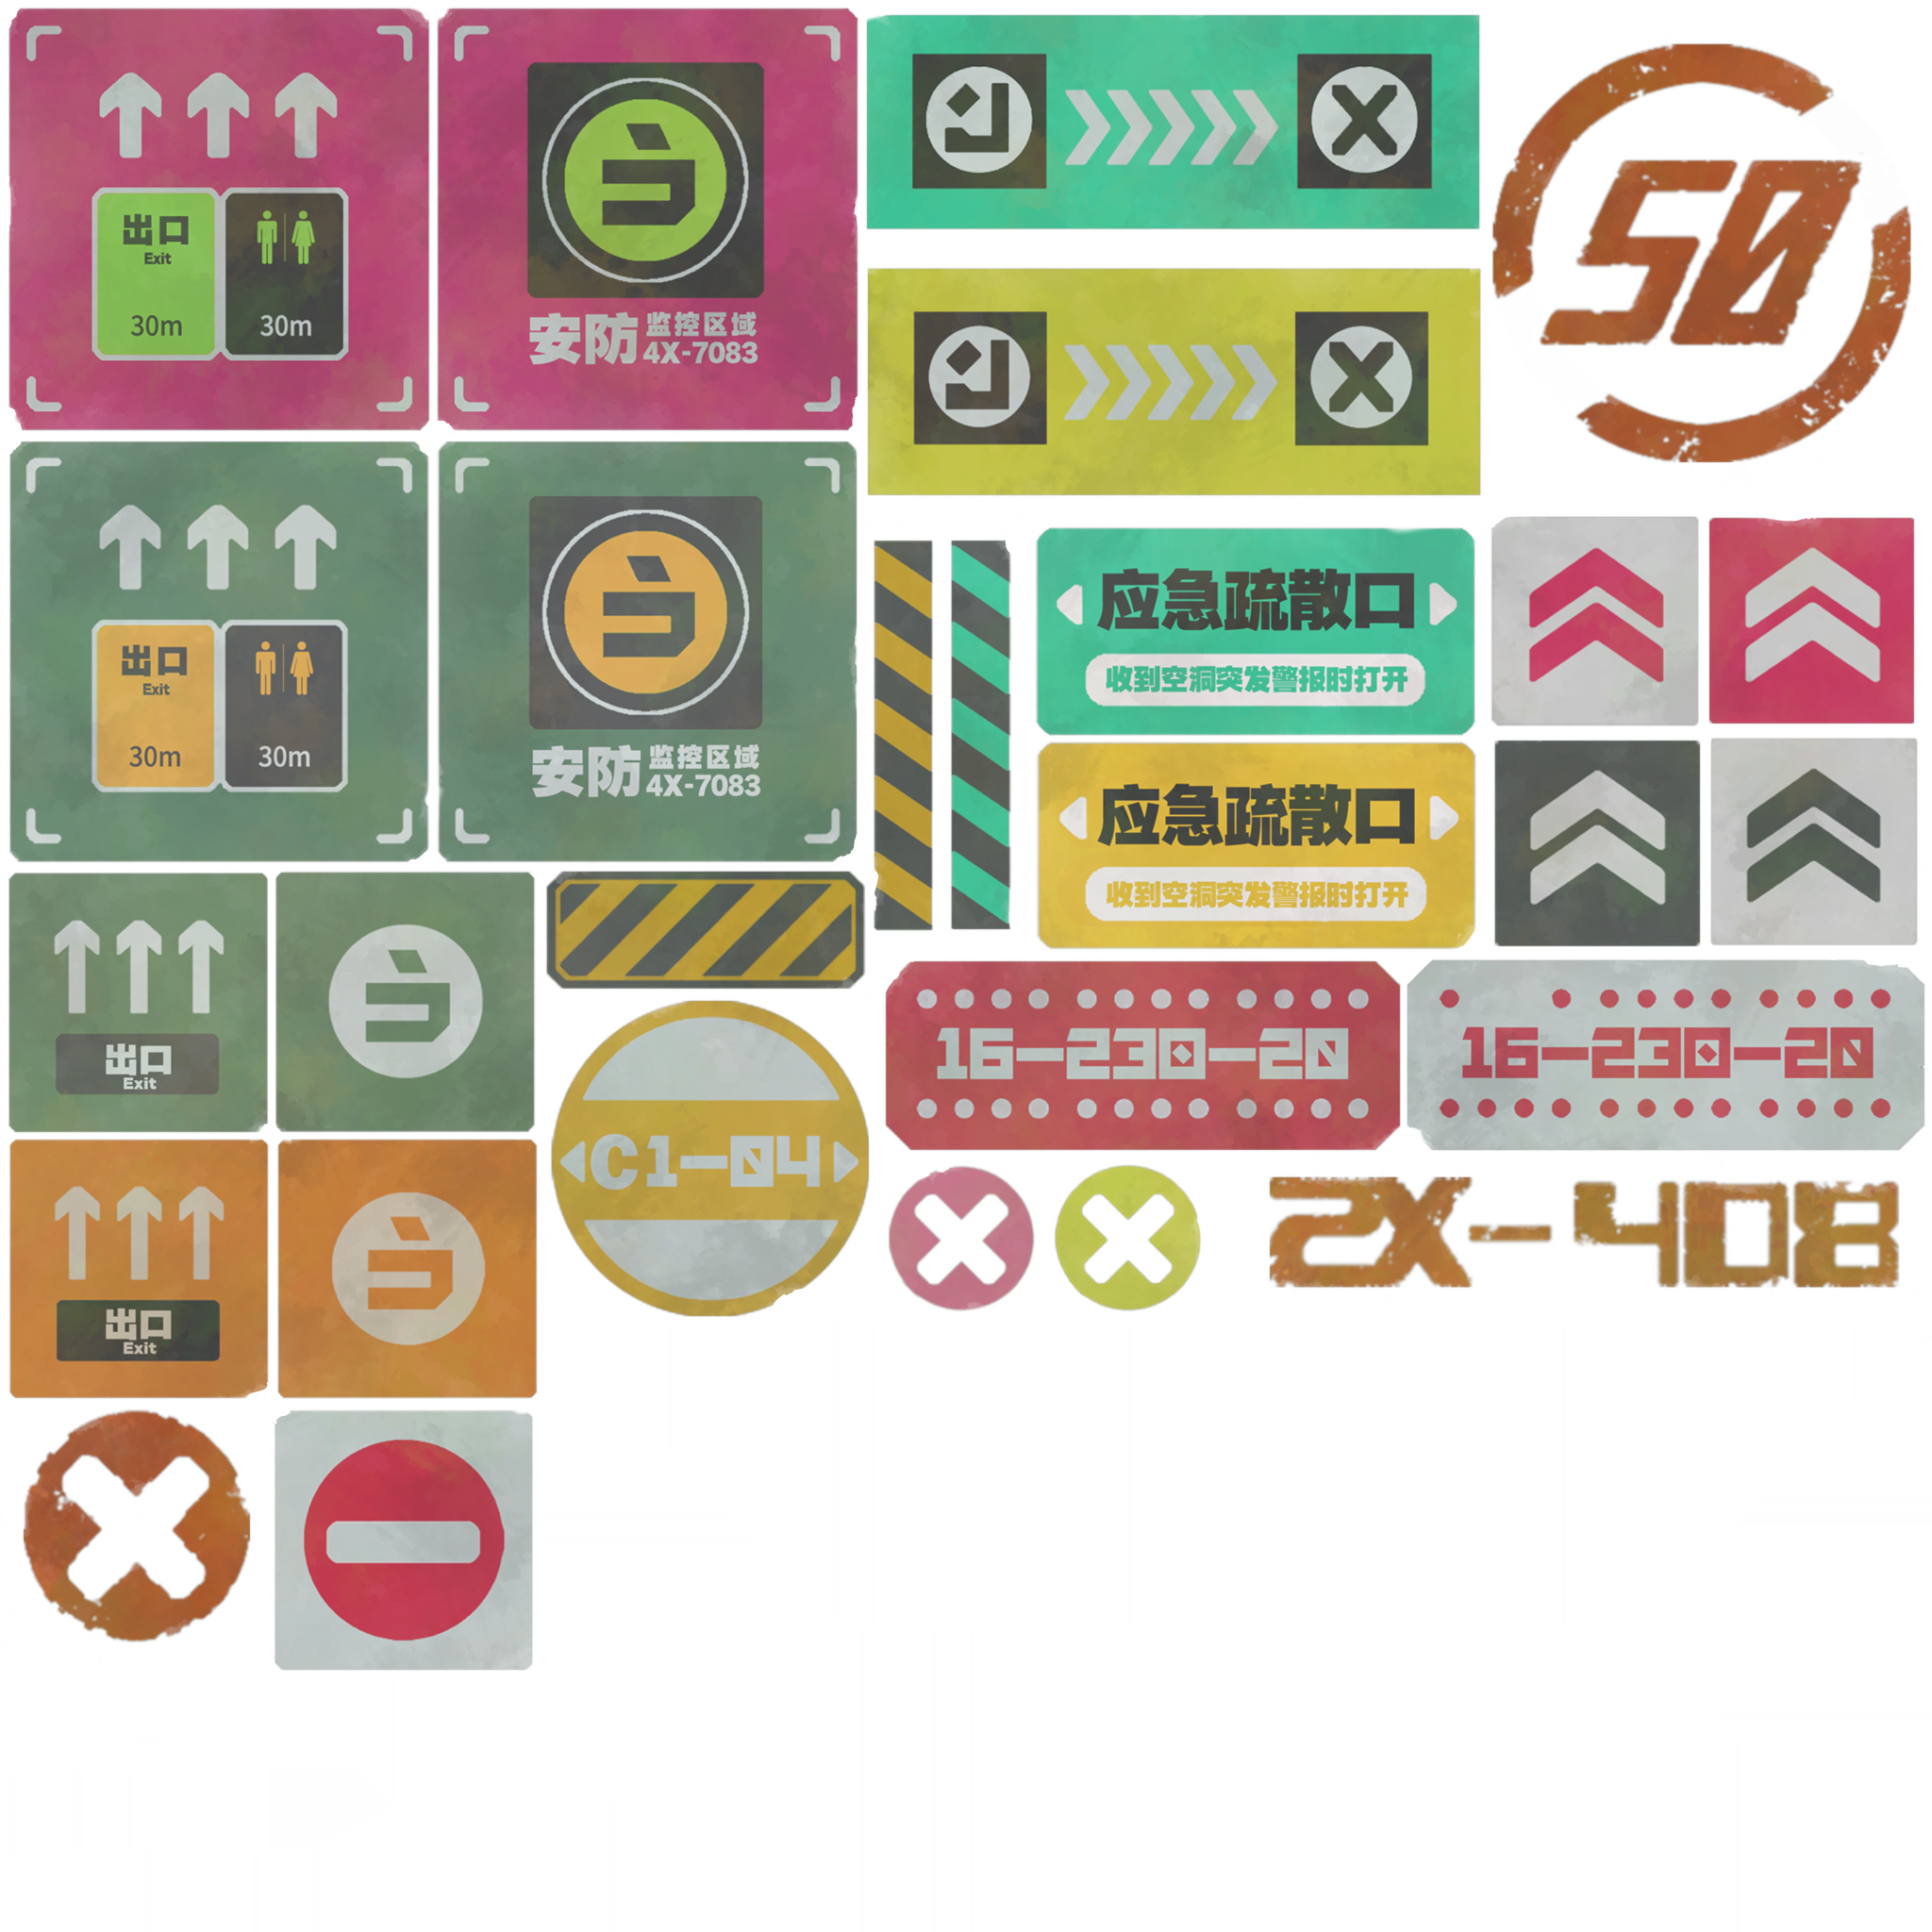 出口
Exit
30m
30m
安防 监控区域
4X-7083
50
出口
Exit
30m
30m
安防 监控区域
4X-7083
应急疏散口
收到空洞突发警报时打开
应急疏散口
收到空洞突发警报时打开
出口
Exit
C1-04
16-230-20
16-230-20
出口
Exit
2X-408